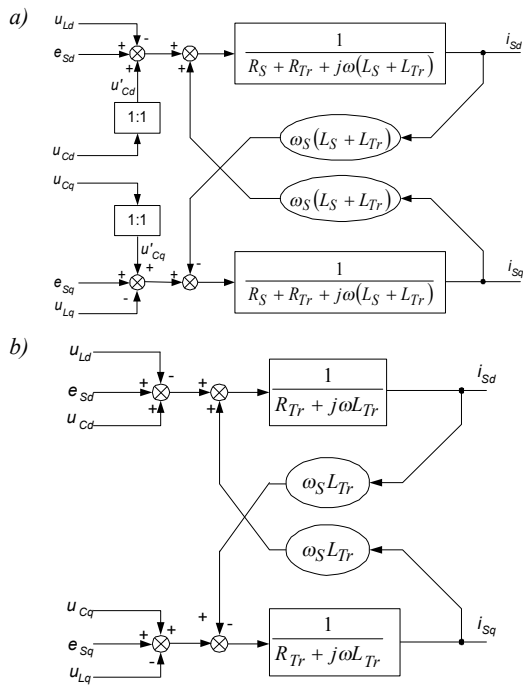 a)
u_Ld
e_Sd
+
-
+
+
+
u'_Cd
1:1
u_Cd
1 / (R_S + R_Tr + jω(L_S + L_Tr))
i_Sd
ω_S(L_S + L_Tr)
ω_S(L_S + L_Tr)
u_Cq
1:1
u'_Cq
e_Sq
u_Lq
+
+
+
-
+
-
1 / (R_S + R_Tr + jω(L_S + L_Tr))
i_Sq
b)
u_Ld
e_Sd
u_Cd
+
-
+
+
+
1 / (R_Tr + jωL_Tr)
i_Sd
ω_S L_Tr
ω_S L_Tr
u_Cq
e_Sq
u_Lq
+
+
-
+
-
1 / (R_Tr + jωL_Tr)
i_Sq